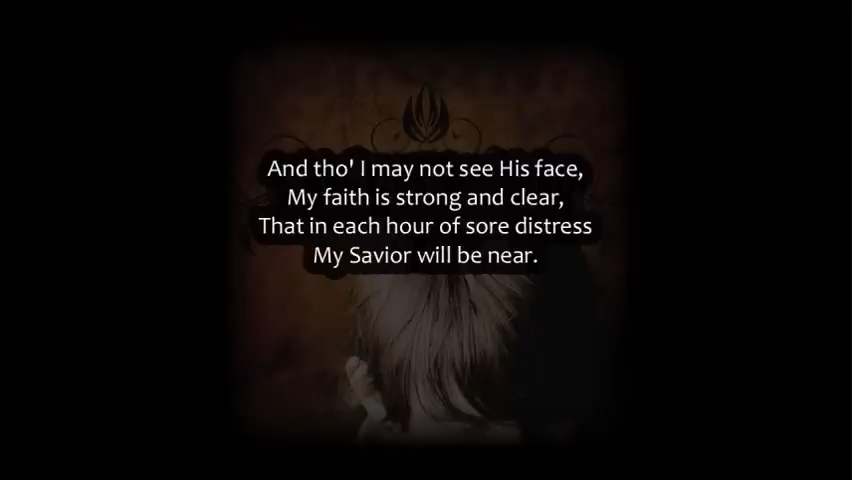 And tho' I may not see His face,
My faith is strong and clear,
That in each hour of sore distress
My Savior will be near.